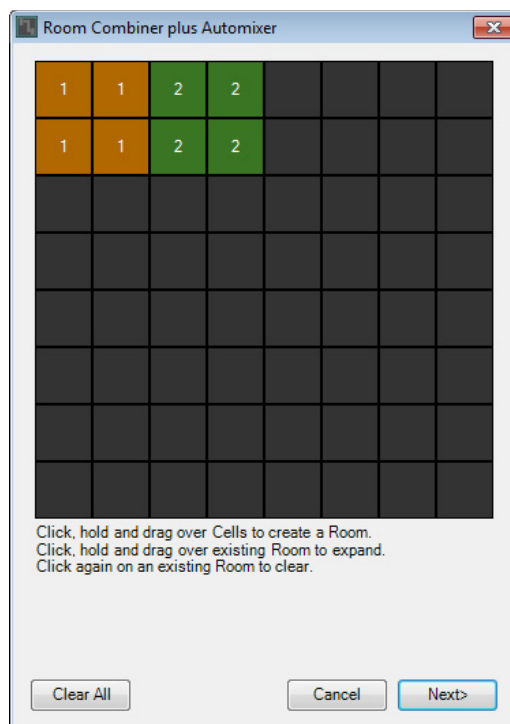 Room Combiner plus Automixer
1 1 2 2
1 1 2 2
Click, hold and drag over Cells to create a Room.
Click, hold and drag over existing Room to expand.
Click again on an existing Room to clear.
Clear All Cancel Next>